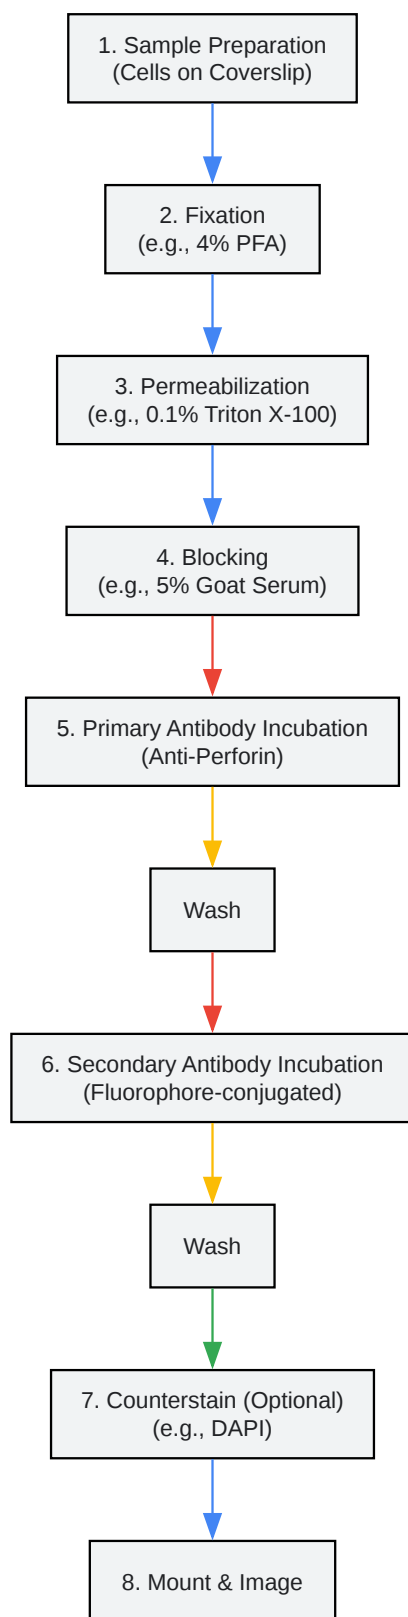 1. Sample Preparation
(Cells on Coverslip)
2. Fixation
(e.g., 4% PFA)
3. Permeabilization
(e.g., 0.1% Triton X-100)
4. Blocking
(e.g., 5% Goat Serum)
5. Primary Antibody Incubation
(Anti-Perforin)
Wash
6. Secondary Antibody Incubation
(Fluorophore-conjugated)
Wash
7. Counterstain (Optional)
(e.g., DAPI)
8. Mount & Image